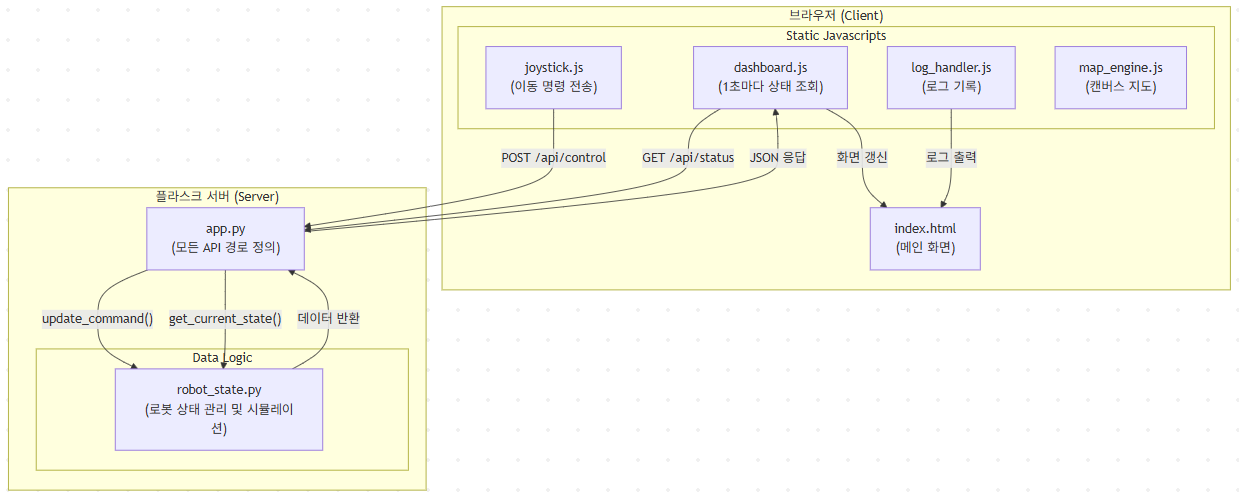 브라우저 (Client)
Static Javascripts
joystick.js
(이동 명령 전송)
dashboard.js
(1초마다 상태 조회)
log_handler.js
(로그 기록)
map_engine.js
(캔버스 지도)
POST /api/control
GET /api/status
JSON 응답
화면 갱신
로그 출력
index.html
(메인 화면)
플라스크 서버 (Server)
app.py
(모든 API 경로 정의)
update_command()
get_current_state()
데이터 반환
Data Logic
robot_state.py
(로봇 상태 관리 및 시뮬레이
션)